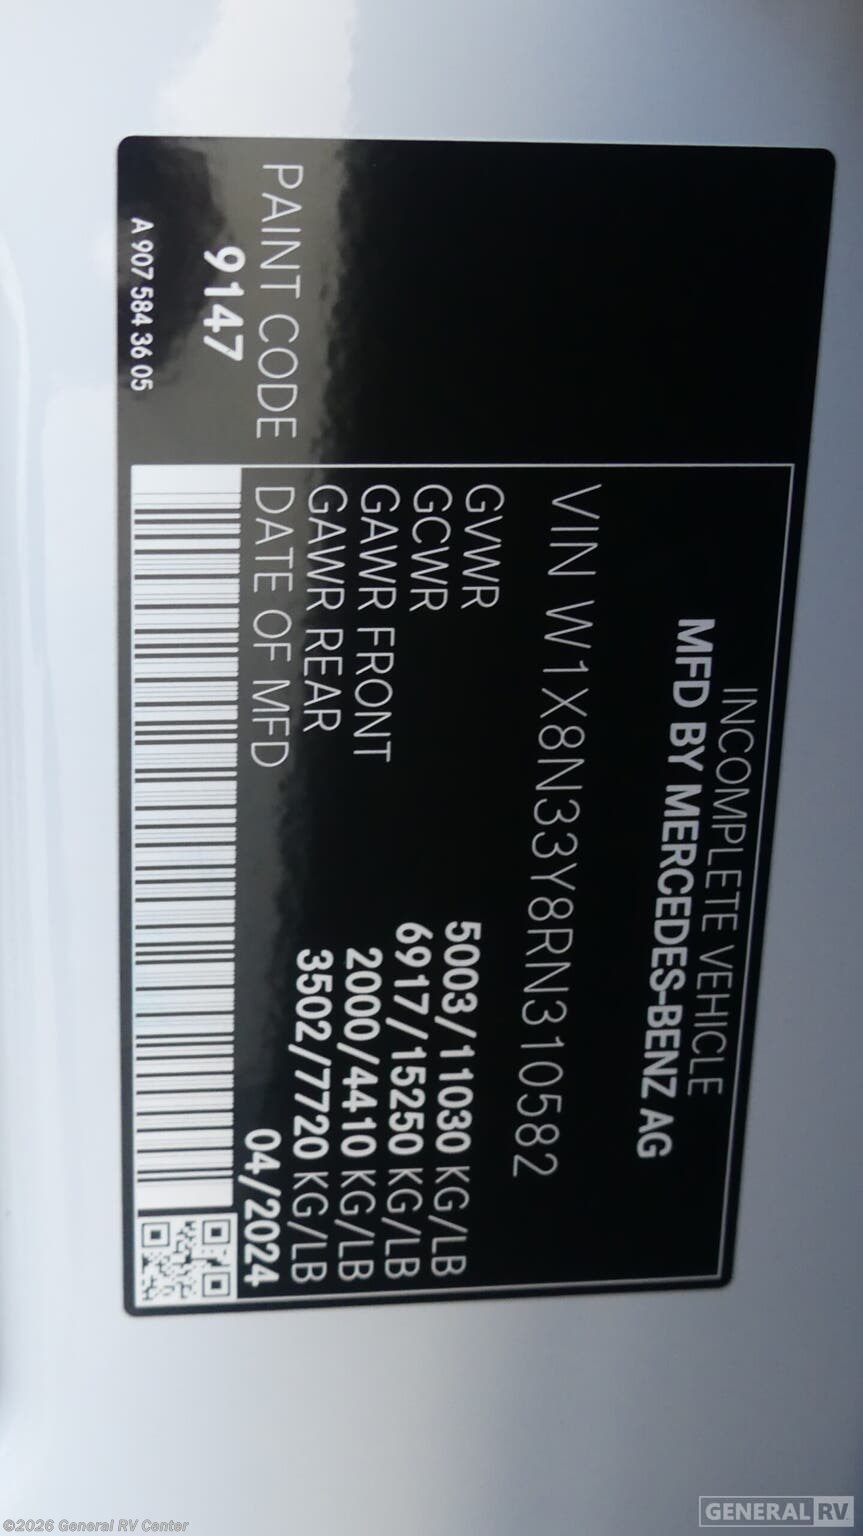 INCOMPLETE VEHICLE
MFD BY MERCEDES-BENZ AG
VIN W1X8N33Y8RN310582
GVWR 5003/11030 KG/LB
GCWR 6917/15250 KG/LB
GAWR FRONT 2000/4410 KG/LB
GAWR REAR 3502/7720 KG/LB
DATE OF MFD 04/2024
PAINT CODE
9147
A 907 584 36 05
©2026 General RV Center
GENERAL RV